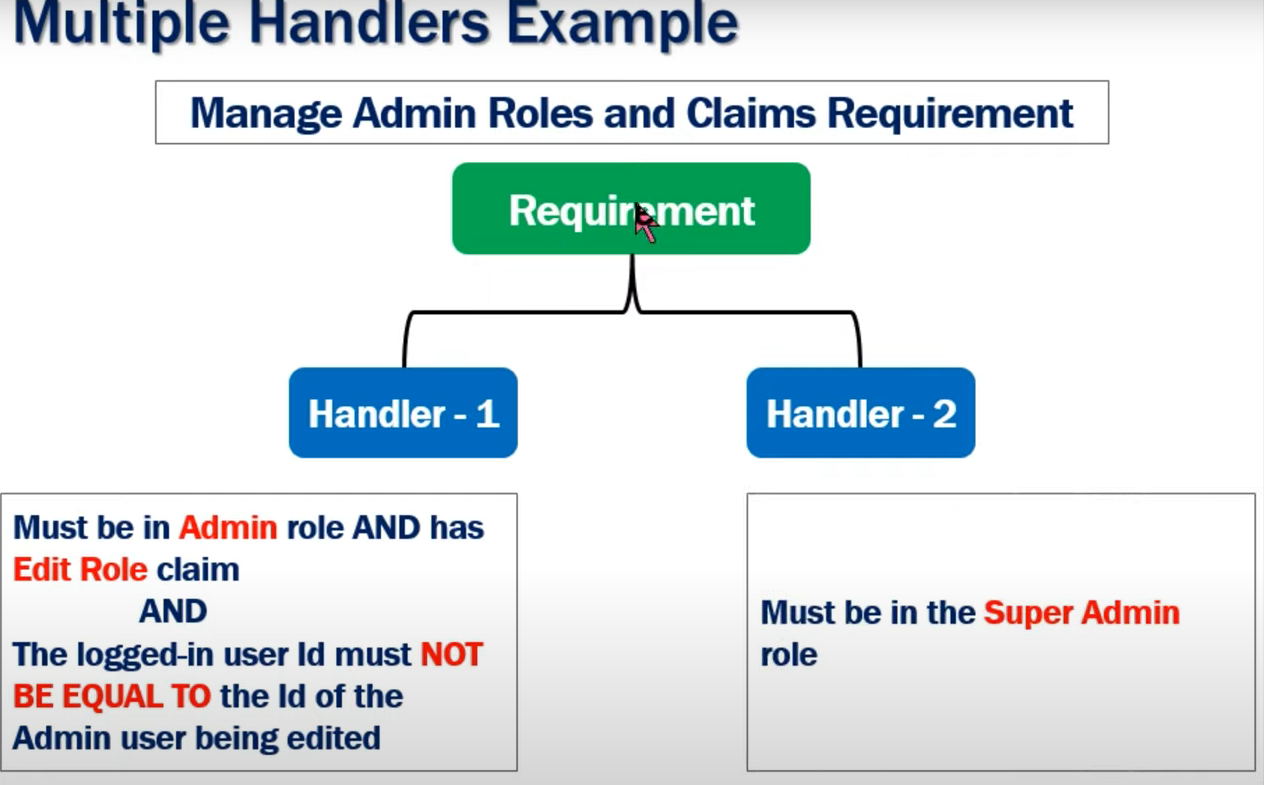 Multiple Handlers Example
Manage Admin Roles and Claims Requirement
Requirement
Handler - 1
Handler - 2
Must be in Admin role AND has
Edit Role claim
AND
The logged-in user Id must NOT
BE EQUAL TO the Id of the
Admin user being edited
Must be in the Super Admin
role